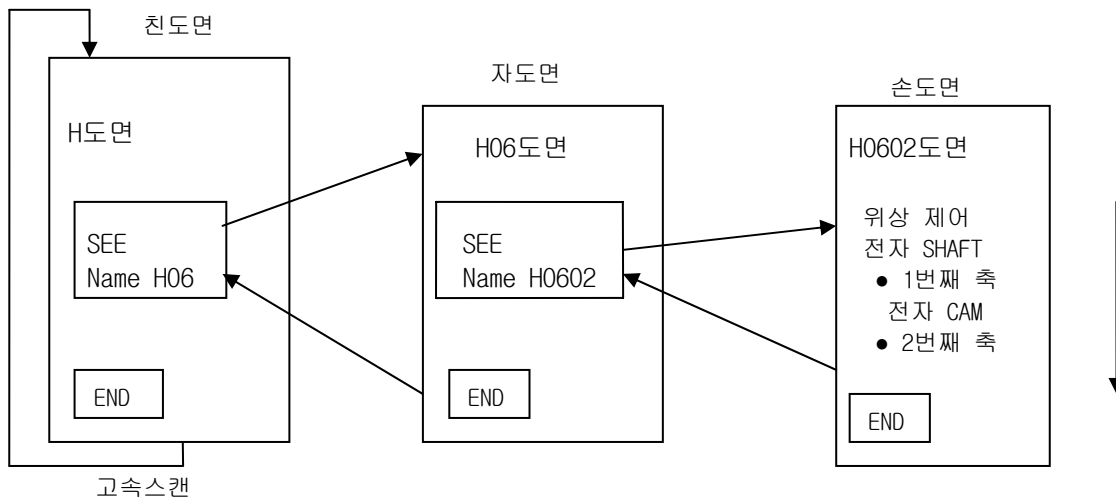 친도면
H도면
SEE
Name H06
END
고속스캔
자도면
H06도면
SEE
Name H0602
END
손도면
H0602도면
위상 제어
전자 SHAFT
● 1번째 축
전자 CAM
● 2번째 축
END